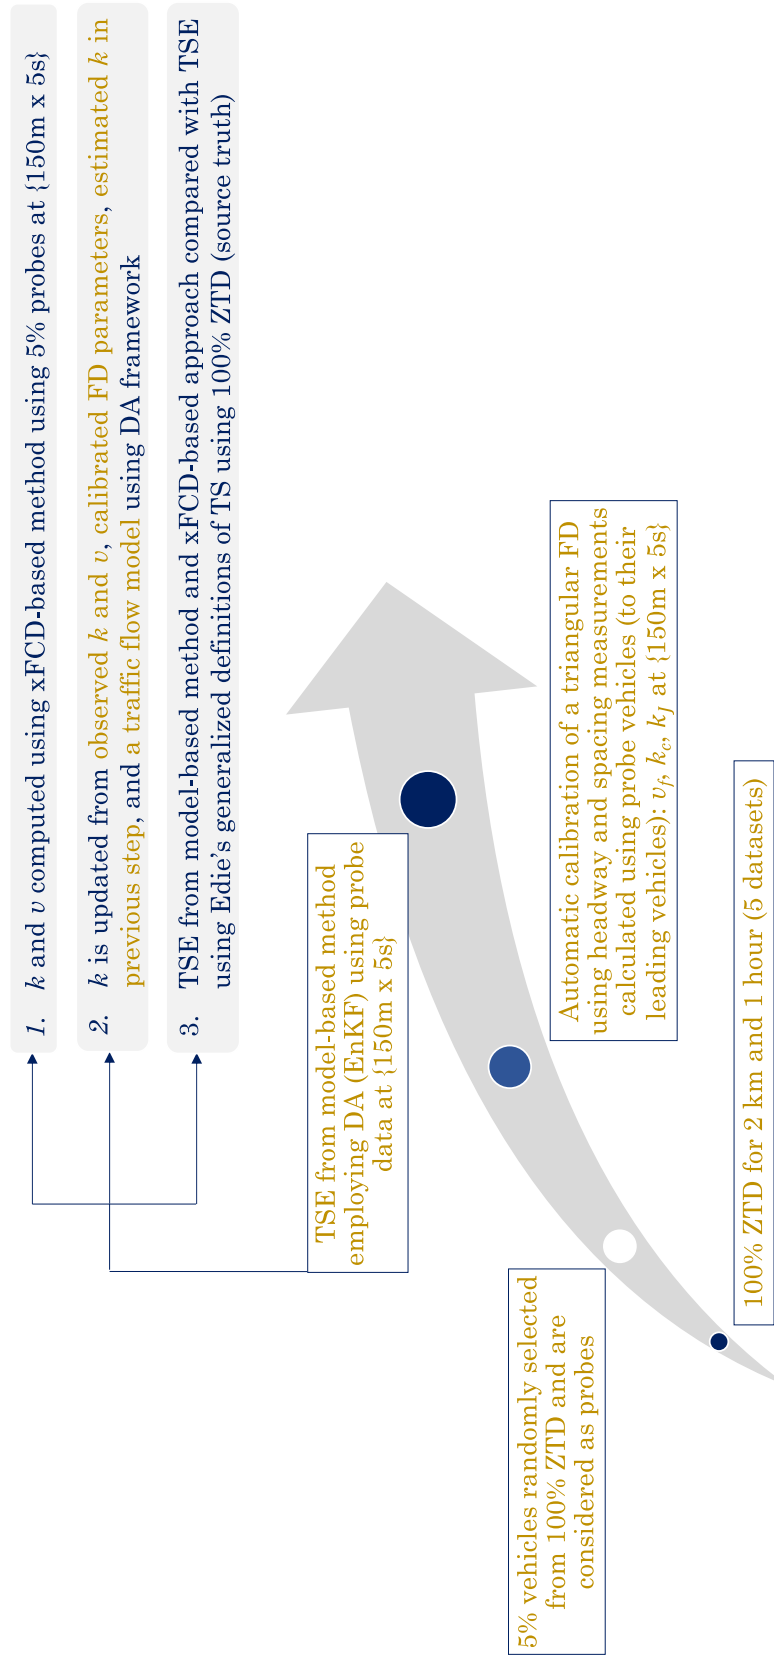 1. k and v computed using xFCD-based method using 5% probes at {150m x 5s}
2. k is updated from observed k and v, calibrated FD parameters, estimated k in
previous step, and a traffic flow model using DA framework
3. TSE from model-based method and xFCD-based approach compared with TSE
using Edie's generalized definitions of TS using 100% ZTD (source truth)
TSE from model-based method
employing DA (EnKF) using probe
data at {150m x 5s}
5% vehicles randomly selected
from 100% ZTD and are
considered as probes
Automatic calibration of a triangular FD
using headway and spacing measurements
calculated using probe vehicles (to their
leading vehicles): v_f, k_c, k_J at {150m x 5s}
100% ZTD for 2 km and 1 hour (5 datasets)